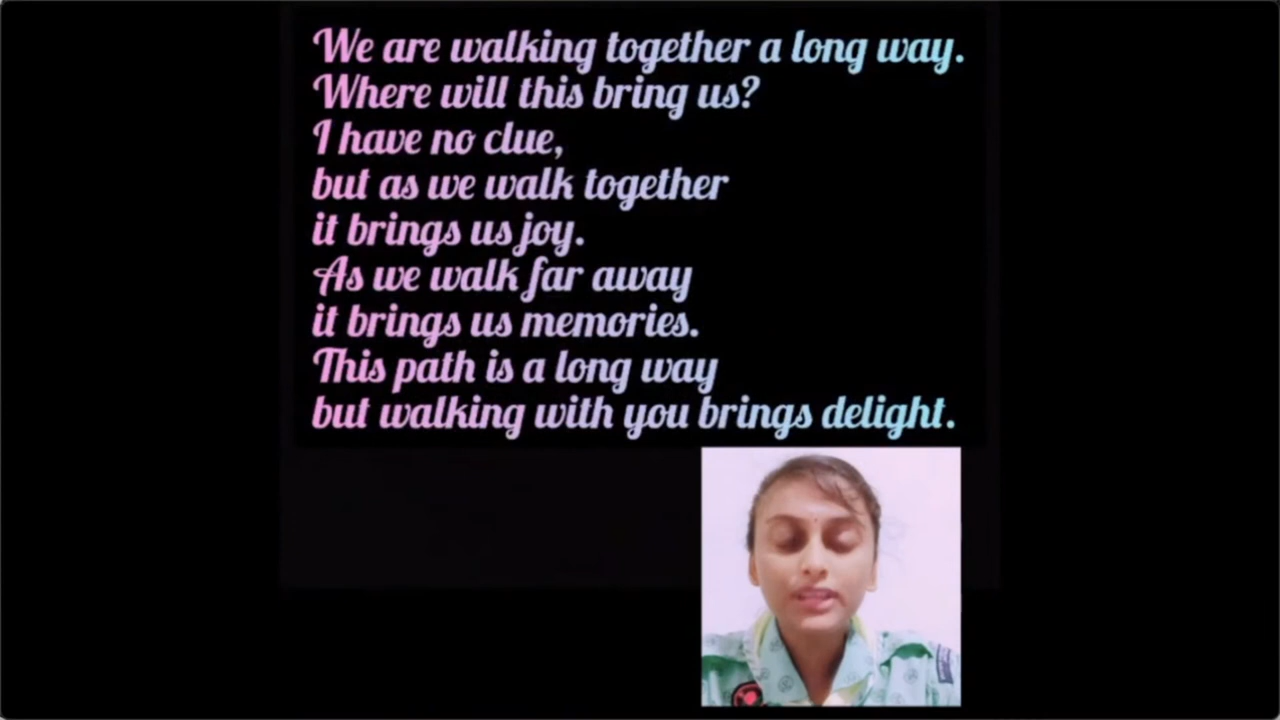 We are walking together a long way.
Where will this bring us?
I have no clue,
but as we walk together
it brings us joy.
As we walk far away
it brings us memories.
This path is a long way
but walking with you brings delight.